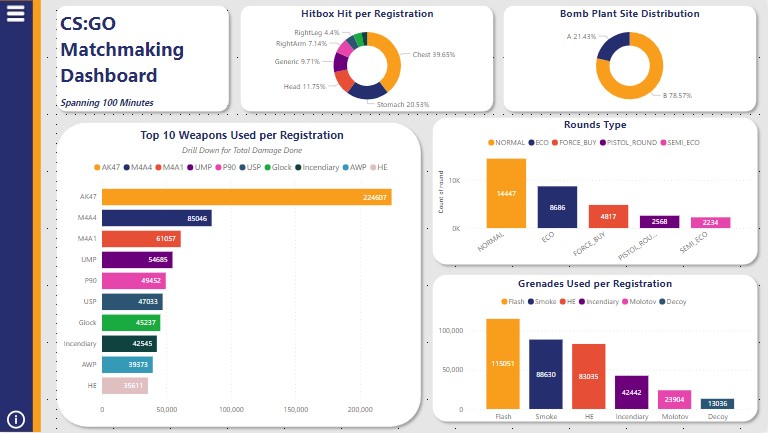 CS:GO
Matchmaking
Dashboard
Spanning 100 Minutes
Hitbox Hit per Registration
RightLeg 4.4%
RightArm 7.14%
Generic 9.71%
Head 11.75%
Chest 39.65%
Stomach 20.53%
Bomb Plant Site Distribution
A 21.43%
B 78.57%
Top 10 Weapons Used per Registration
Drill Down for Total Damage Done
AK47 M4A4 M4A1 UMP P90 USP Glock Incendiary AWP HE
AK47 224607
M4A4 85046
M4A1 61057
UMP 54685
P90 49452
USP 47033
Glock 45237
Incendiary 42545
AWP 39373
HE 35611
0 50,000 100,000 150,000 200,000
Rounds Type
NORMAL ECO FORCE_BUY PISTOL_ROUND SEMI_ECO
Count of round
10K
0K
14447 8686 4817 2568 2234
NORMAL ECO FORCE_BUY PISTOL_ROU... SEMI_ECO
Grenades Used per Registration
Flash Smoke HE Incendiary Molotov Decoy
100,000
50,000
0
115051 88630 83035 42442 23904 13036
Flash Smoke HE Incendiary Molotov Decoy